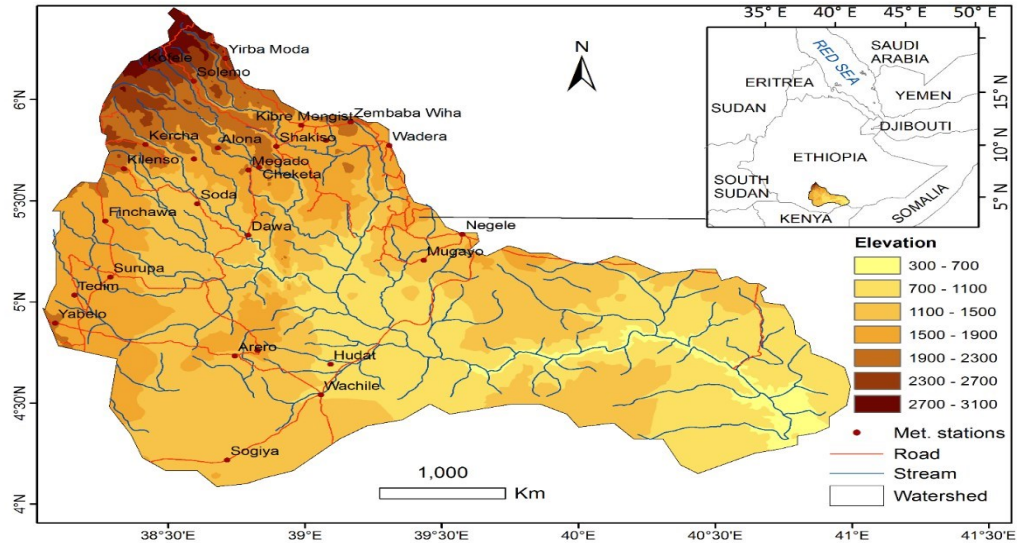 35°E 40°E 45°E 50°E
N
RED SEA
SAUDI
ARABIA
ERITREA
YEMEN
SUDAN
DJIBOUTI
ETHIOPIA
SOUTH
SUDAN
SOMALIA
KENYA
15°N
10°N
5°N
Kofele
Yirba Moda
Solemo
Kibre Mengist
Zembaba Wiha
Kercha
Alona
Shakiso
Wadera
Kilenso
Megado
Cheketa
Soda
Finchawa
Dawa
Negele
Mugayo
Surupa
Tedim
Yabelo
Arero
Hudat
Wachile
Sogiya
6°N
5°30'N
5°N
4°30'N
4°N
Elevation
300 - 700
700 - 1100
1100 - 1500
1500 - 1900
1900 - 2300
2300 - 2700
2700 - 3100
Met. stations
Road
Stream
Watershed
1,000
Km
38°30'E 39°E 39°30'E 40°E 40°30'E 41°E 41°30'E